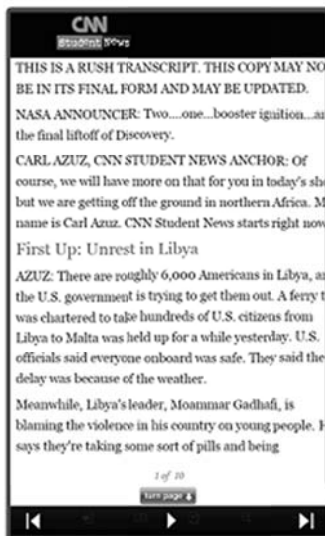 CNN
Student News
THIS IS A RUSH TRANSCRIPT. THIS COPY MAY NO
BE IN ITS FINAL FORM AND MAY BE UPDATED.
NASA ANNOUNCER: Two....one...booster ignition...an
the final liftoff of Discovery.
CARL AZUZ, CNN STUDENT NEWS ANCHOR: Of
course, we will have more on that for you in today's sh
but we are getting off the ground in northern Africa. M
name is Carl Azuz. CNN Student News starts right now
First Up: Unrest in Libya
AZUZ: There are roughly 6,000 Americans in Libya, an
the U.S. government is trying to get them out. A ferry t
was chartered to take hundreds of U.S. citizens from
Libya to Malta was held up for a while yesterday. U.S.
officials said everyone onboard was safe. They said the
delay was because of the weather.
Meanwhile, Libya's leader, Moammar Gadhafi, is
blaming the violence in his country on young people. H
says they're taking some sort of pills and being
1 of 10
turn page